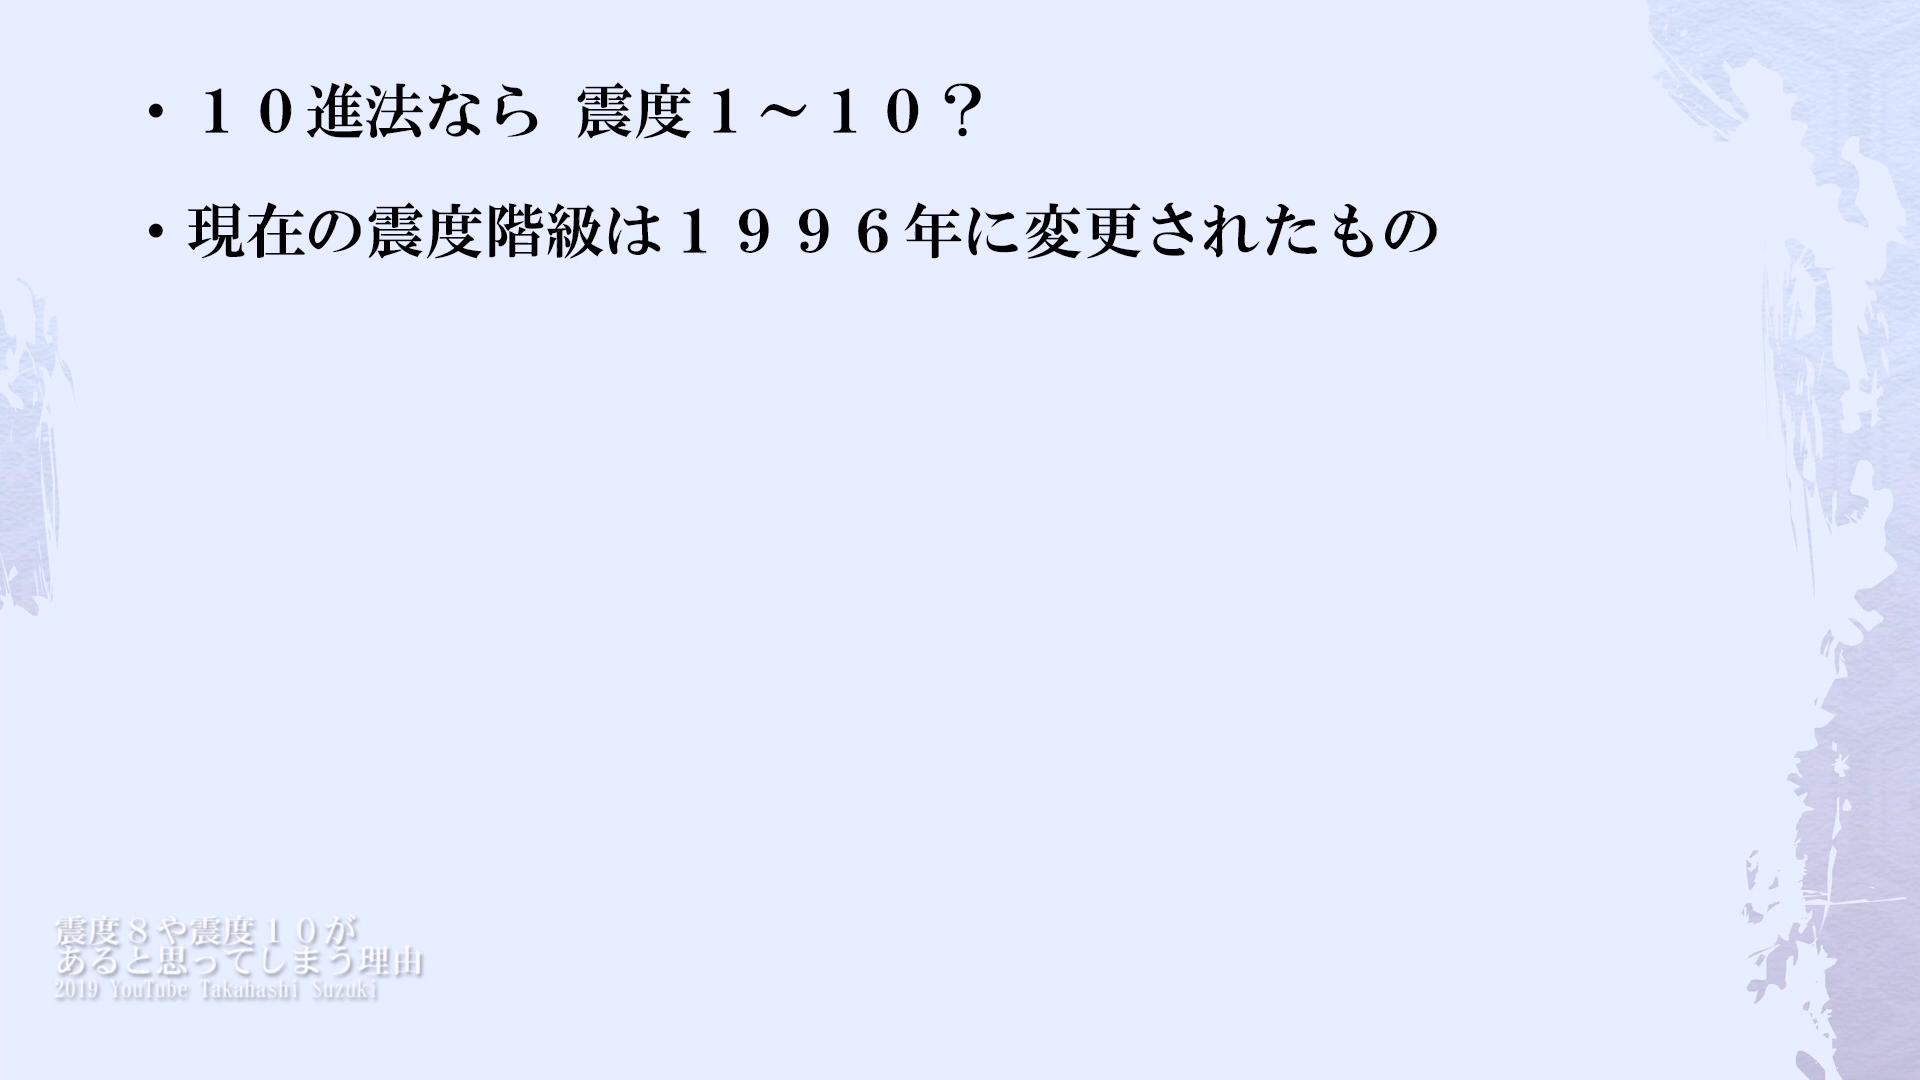 ・１０進法なら 震度１～１０？
・現在の震度階級は１９９６年に変更されたもの
震度８や震度１０が
あると思ってしまう理由
2019 YouTube Takahashi Suzuki